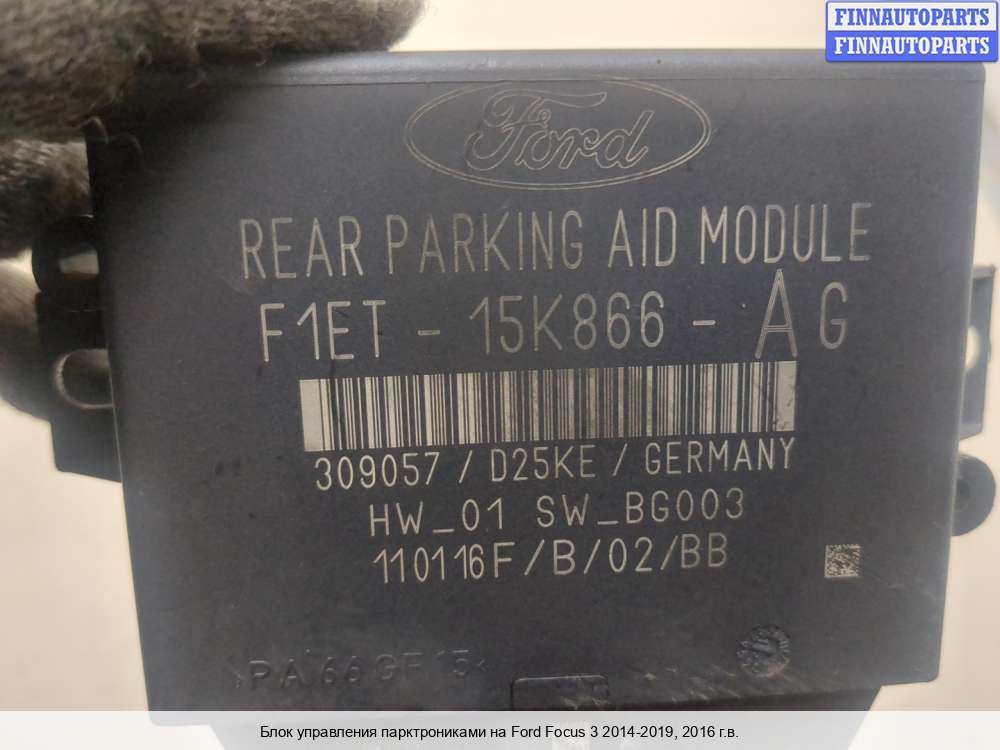 FINNAUTOPARTS
FINNAUTOPARTS
Ford
REAR PARKING AID MODULE
F1ET - 15K866 - AG
309057 / D25KE / GERMANY
HW_01 SW_BG003
110116F/B/02/BB
>PA66GF15<
Блок управления парктрониками на Ford Focus 3 2014-2019, 2016 г.в.